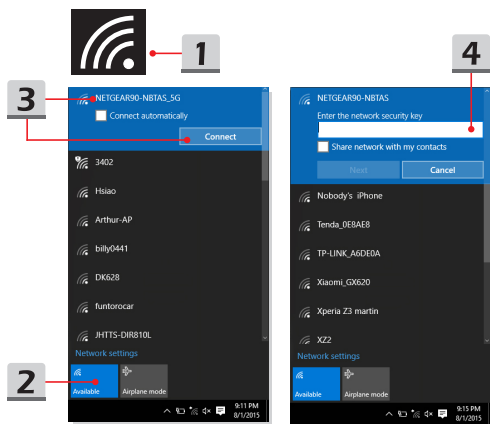 1
3
NETGEAR90-NBTAS_5G
Connect automatically
Connect
3402
Hsiao
Arthur-AP
billy0441
DK628
funtorocar
JHTTS-DIR810L
Network settings
2
Available
Airplane mode
9:11 PM
8/1/2015
4
NETGEAR90-NBTAS
Enter the network security key
Share network with my contacts
Next
Cancel
Nobody's iPhone
Tenda_0E8AE8
TP-LINK_A6DE0A
Xiaomi_GX620
Xperia Z3 martin
XZ2
Network settings
Available
Airplane mode
9:15 PM
8/1/2015